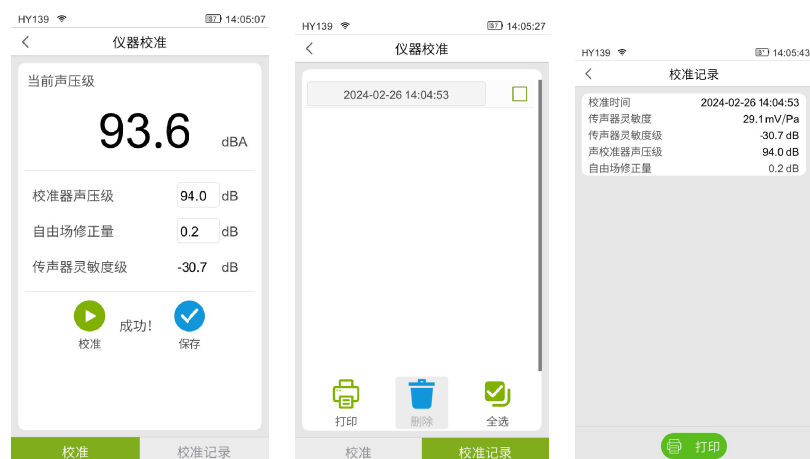 HY139 87 14:05:07
仪器校准
当前声压级
93.6 dBA
校准器声压级 94.0 dB
自由场修正量 0.2 dB
传声器灵敏度级 -30.7 dB
校准 成功! 保存
校准 校准记录
HY139 87 14:05:27
仪器校准
2024-02-26 14:04:53
打印 删除 全选
校准 校准记录
HY139 14:05:43
校准记录
校准时间 2024-02-26 14:04:53
传声器灵敏度 29.1mV/Pa
传声器灵敏度级 -30.7 dB
声校准器声压级 94.0 dB
自由场修正量 0.2 dB
打印